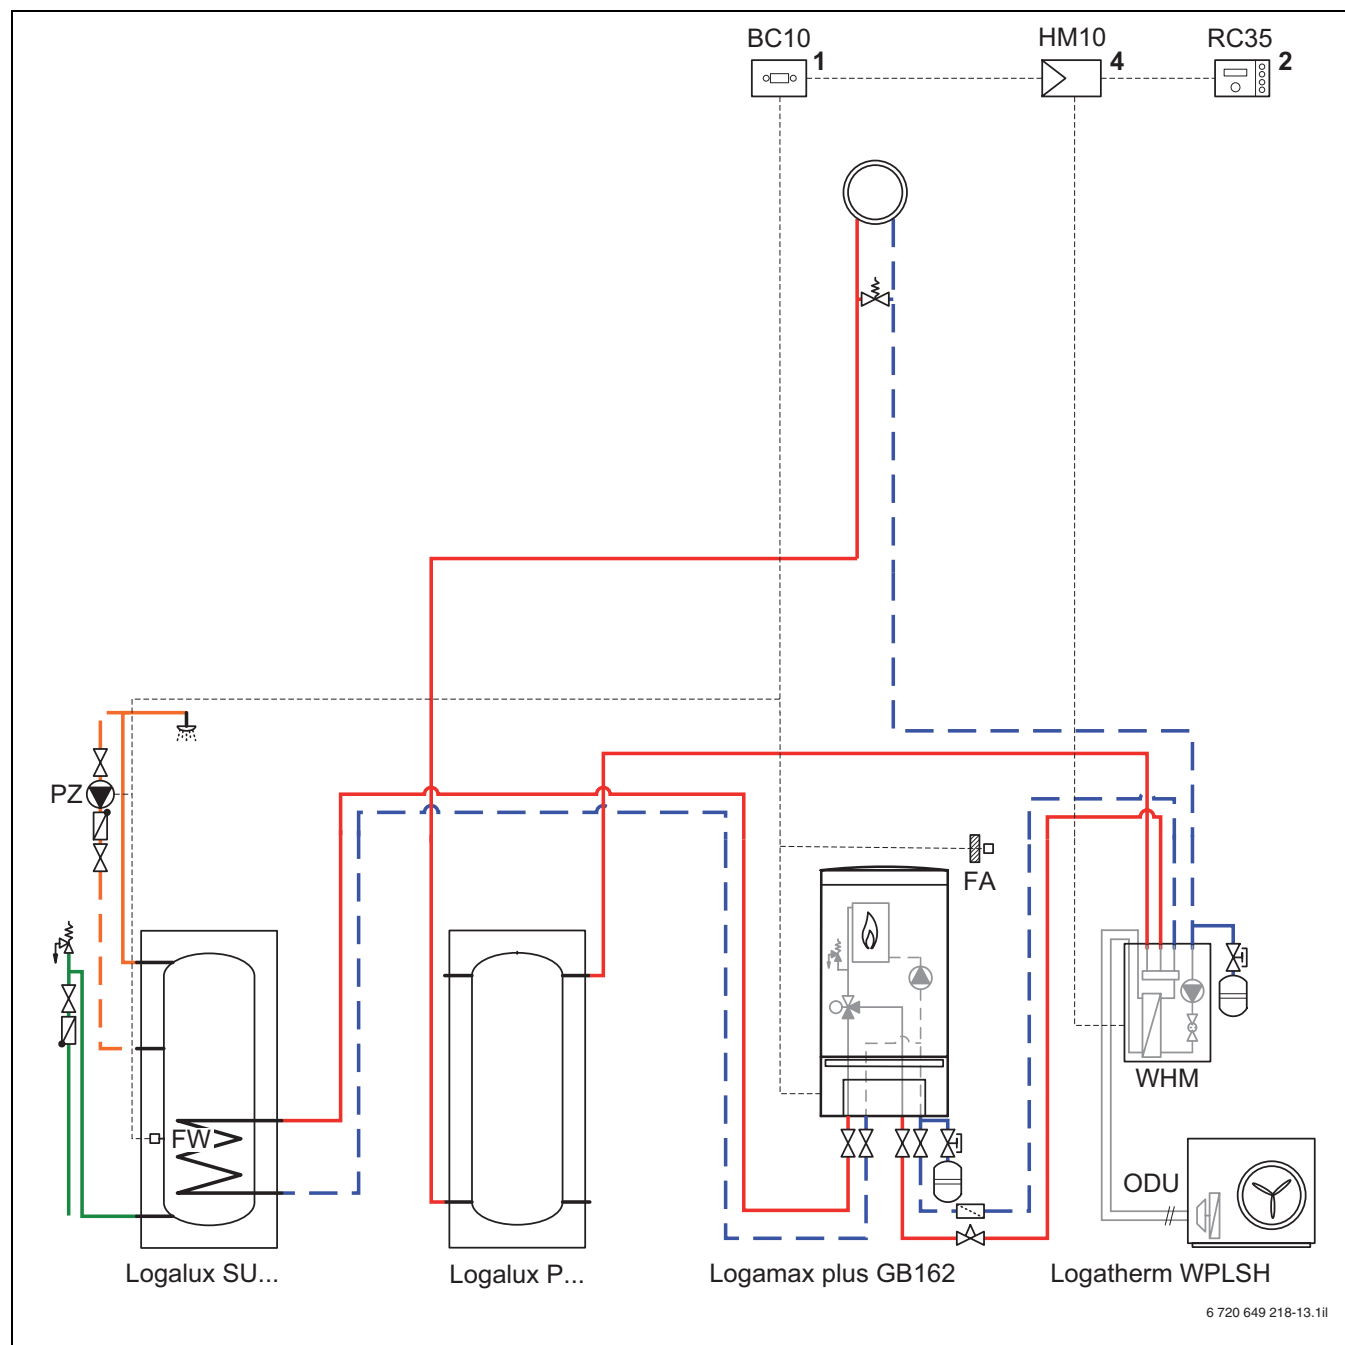 BC10
HM10
RC35
1
4
2
PZ
FA
WHM
FW
ODU
Logalux SU...
Logalux P...
Logamax plus GB162
Logatherm WPLSH
6 720 649 218-13.1il